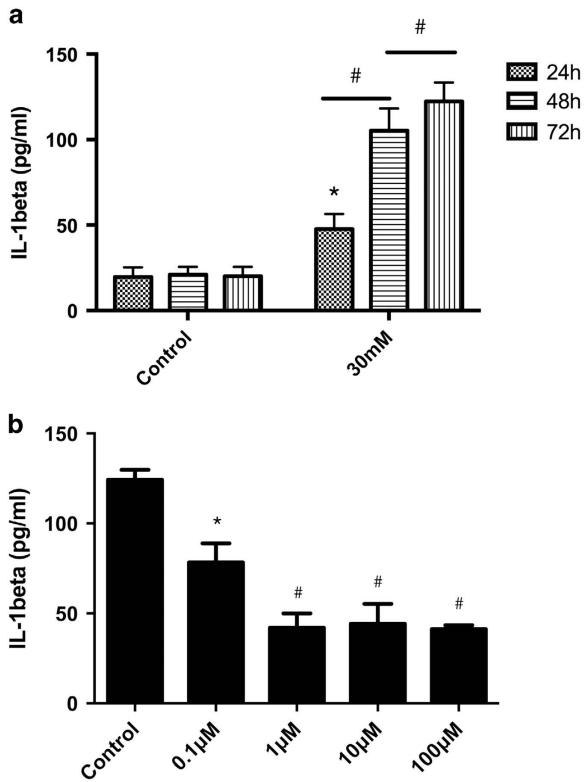 a
IL-1beta (pg/ml)
150
100
50
0
*
#
#
Control
30mM
24h
48h
72h
b
IL-1beta (pg/ml)
150
100
50
0
*
#
#
#
Control
0.1µM
1µM
10µM
100µM